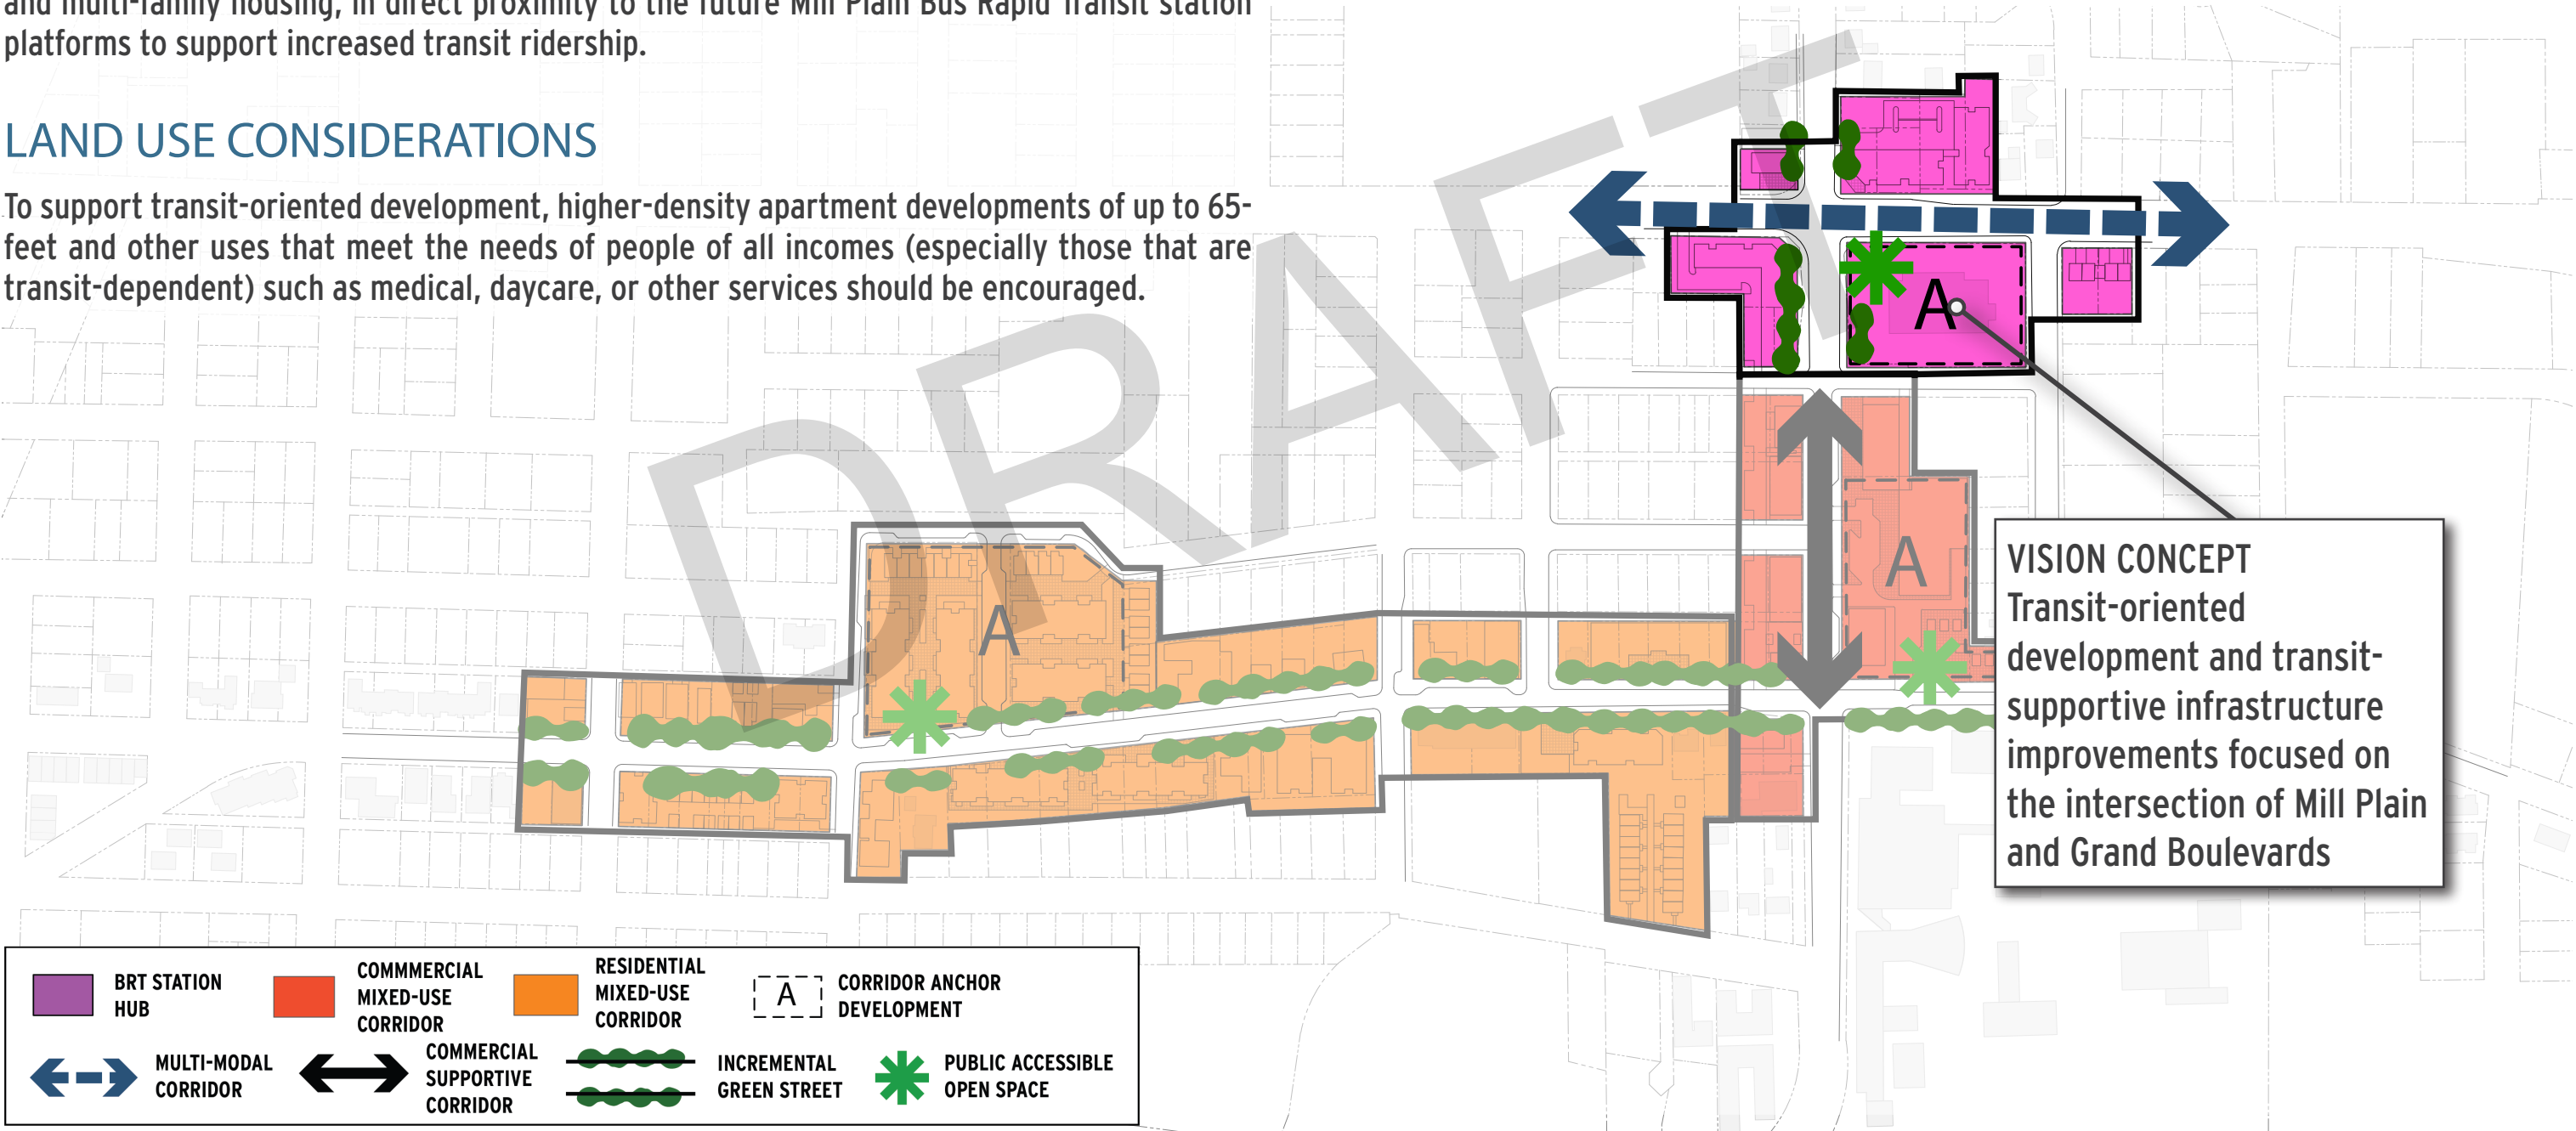 and multi-family housing, in direct proximity to the future Mill Plain Bus Rapid Transit station
platforms to support increased transit ridership.
LAND USE CONSIDERATIONS
To support transit-oriented development, higher-density apartment developments of up to 65-
feet and other uses that meet the needs of people of all incomes (especially those that are
transit-dependent) such as medical, daycare, or other services should be encouraged.
DRAFT
A
A
A
VISION CONCEPT
Transit-oriented
development and transit-
supportive infrastructure
improvements focused on
the intersection of Mill Plain
and Grand Boulevards
BRT STATION
HUB
COMMMERCIAL
MIXED-USE
CORRIDOR
RESIDENTIAL
MIXED-USE
CORRIDOR
A
CORRIDOR ANCHOR
DEVELOPMENT
MULTI-MODAL
CORRIDOR
COMMERCIAL
SUPPORTIVE
CORRIDOR
INCREMENTAL
GREEN STREET
PUBLIC ACCESSIBLE
OPEN SPACE